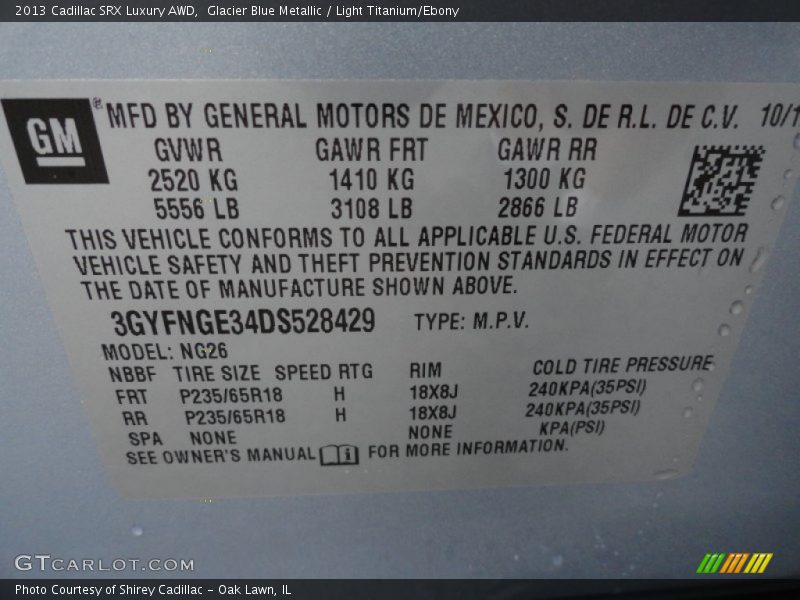 2013 Cadillac SRX Luxury AWD,  Glacier Blue Metallic / Light Titanium/Ebony
GM® MFD BY GENERAL MOTORS DE MEXICO, S. DE R.L. DE C.V. 10/1
GVWR GAWR FRT GAWR RR
2520 KG 1410 KG 1300 KG
5556 LB 3108 LB 2866 LB
THIS VEHICLE CONFORMS TO ALL APPLICABLE U.S. FEDERAL MOTOR
VEHICLE SAFETY AND THEFT PREVENTION STANDARDS IN EFFECT ON
THE DATE OF MANUFACTURE SHOWN ABOVE.
3GYFNGE34DS528429 TYPE: M.P.V.
MODEL: NG26
NBBF TIRE SIZE SPEED RTG RIM COLD TIRE PRESSURE
FRT P235/65R18 H 18X8J 240KPA(35PSI)
RR P235/65R18 H 18X8J 240KPA(35PSI)
SPA NONE NONE KPA(PSI)
SEE OWNER'S MANUAL FOR MORE INFORMATION.
GTCARLOT.COM
Photo Courtesy of Shirey Cadillac - Oak Lawn, IL